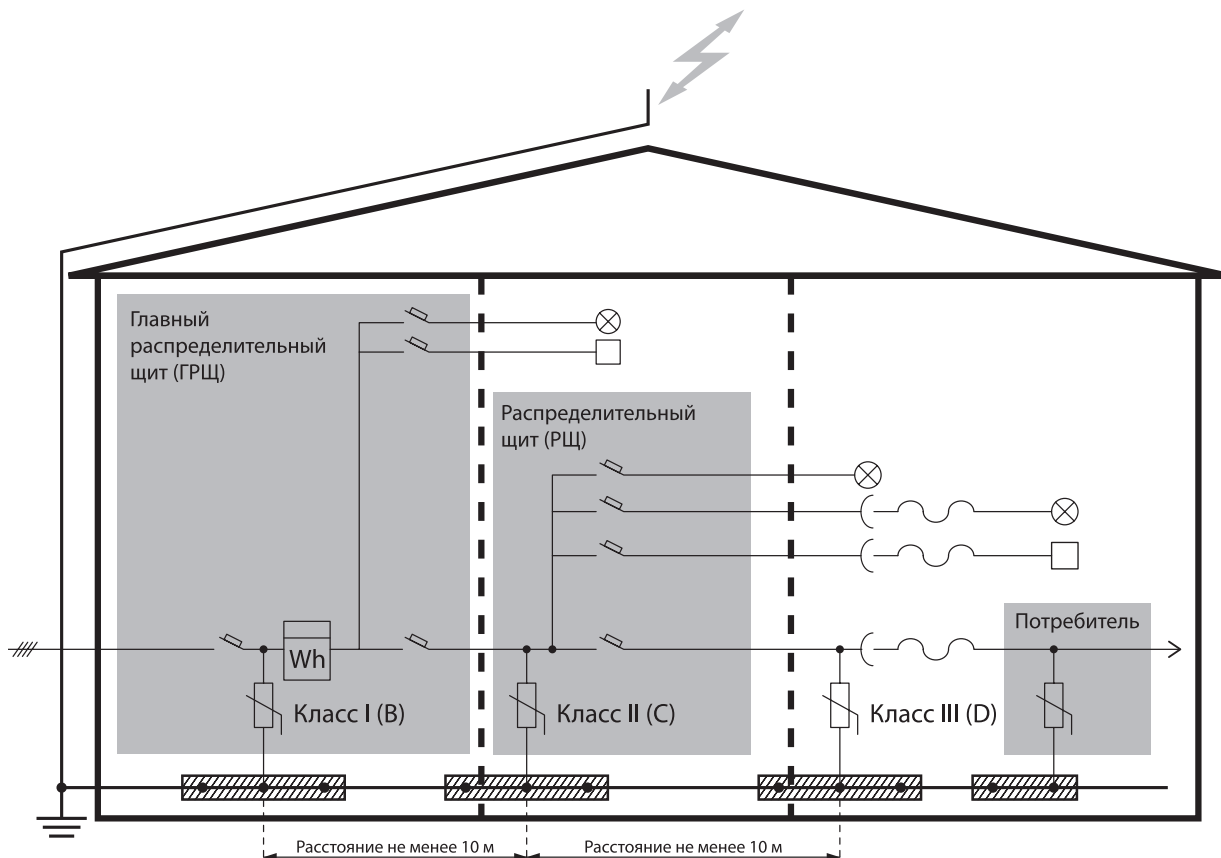 Главный
распределительный
щит (ГРЩ)
Распределительный
щит (РЩ)
Потребитель
Wh
Класс I (B)
Класс II (C)
Класс III (D)
Расстояние не менее 10 м
Расстояние не менее 10 м